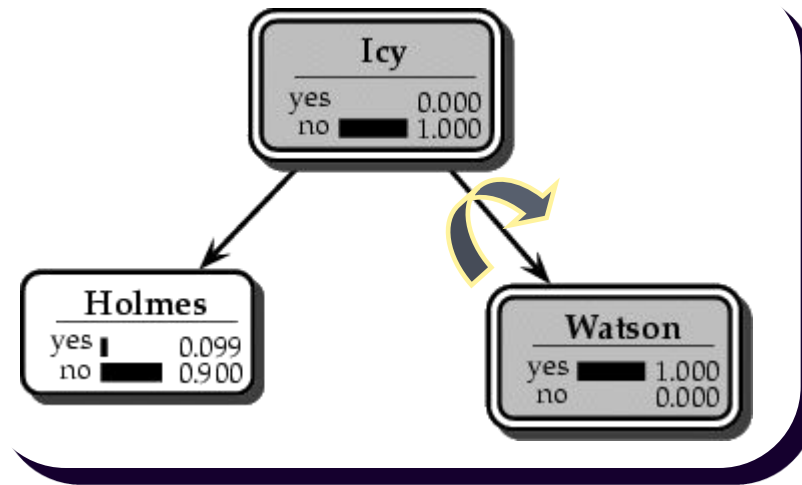 Icy
yes 0.000
no 1.000
Holmes
yes 0.099
no 0.900
Watson
yes 1.000
no 0.000